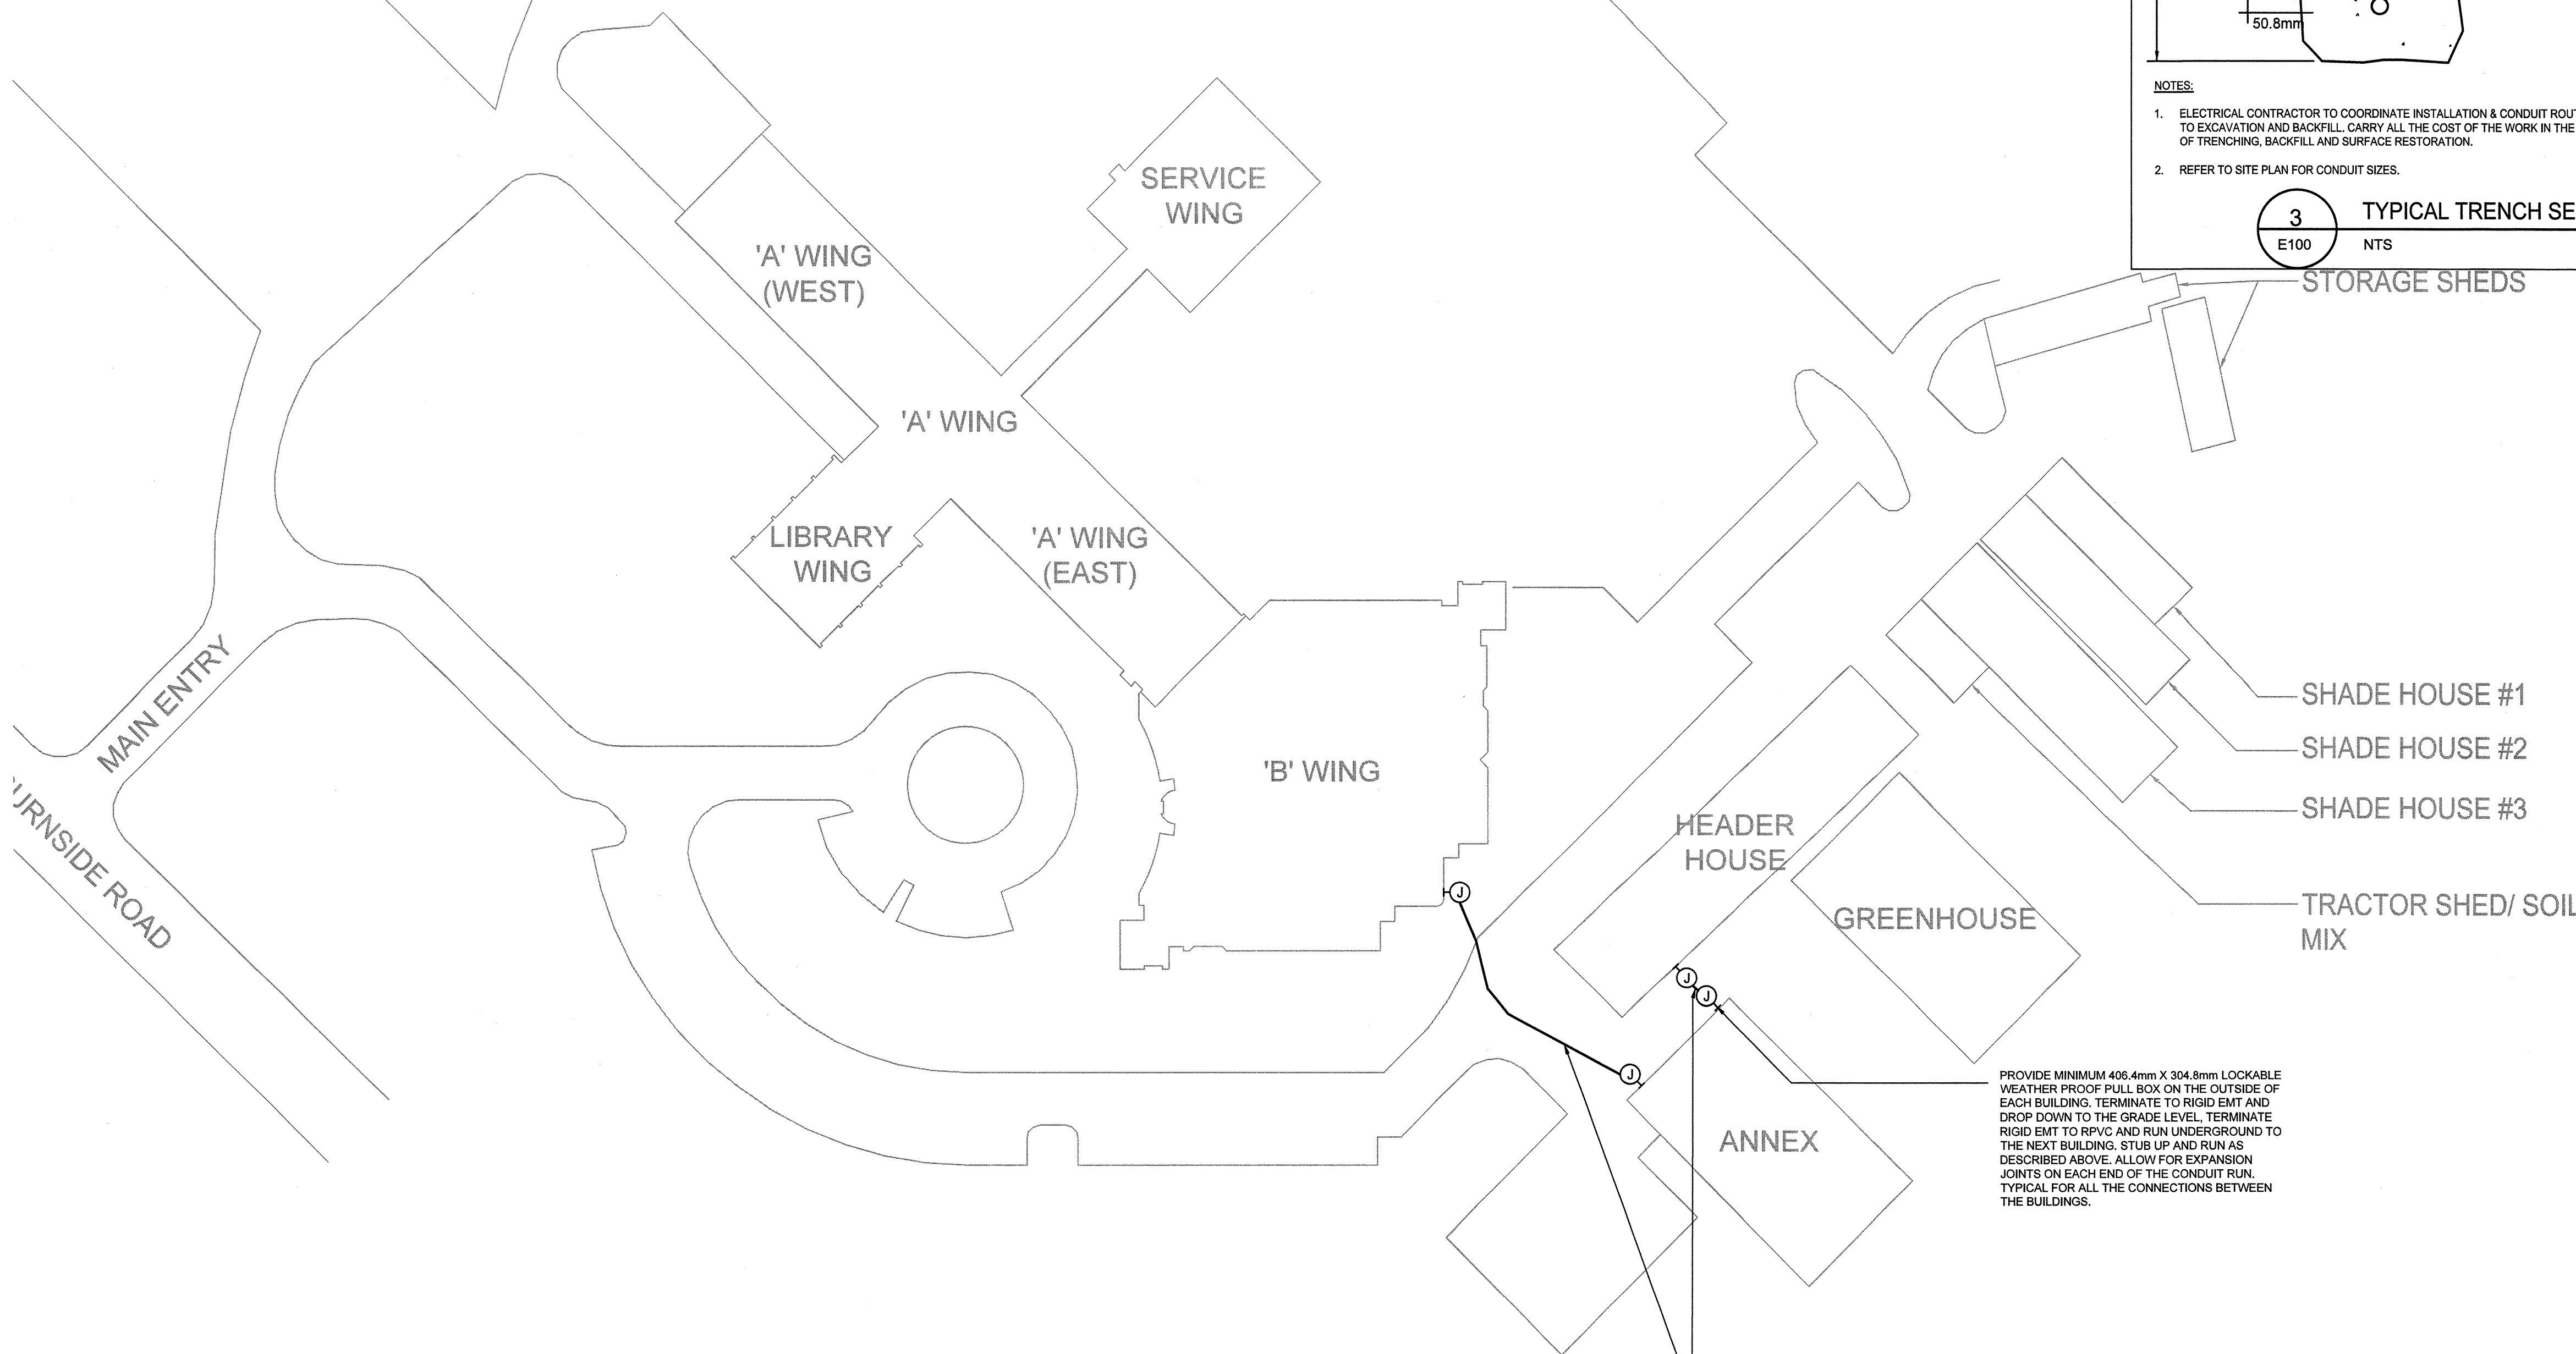 50.8mm
NOTES:
1. ELECTRICAL CONTRACTOR TO COORDINATE INSTALLATION & CONDUIT
TO EXCAVATION AND BACKFILL. CARRY ALL THE COST OF THE WORK IN THE
OF TRENCHING, BACKFILL AND SURFACE RESTORATION.
2. REFER TO SITE PLAN FOR CONDUIT SIZES.
3
E100
TYPICAL TRENCH
NTS
STORAGE SHEDS
SERVICE
WING
'A' WING
(WEST)
'A' WING
LIBRARY
WING
'A' WING
(EAST)
MAIN ENTRY
URNSIDE ROAD
'B' WING
SHADE HOUSE #1
SHADE HOUSE #2
SHADE HOUSE #3
HEADER
HOUSE
GREENHOUSE
TRACTOR SHED/ SOIL
MIX
J
J
J
J
ANNEX
PROVIDE MINIMUM 406.4mm X 304.8mm LOCKABLE
WEATHER PROOF PULL BOX ON THE OUTSIDE OF
EACH BUILDING. TERMINATE TO RIGID EMT AND
DROP DOWN TO THE GRADE LEVEL, TERMINATE
RIGID EMT TO RPVC AND RUN UNDERGROUND TO
THE NEXT BUILDING. STUB UP AND RUN AS
DESCRIBED ABOVE. ALLOW FOR EXPANSION
JOINTS ON EACH END OF THE CONDUIT RUN.
TYPICAL FOR ALL THE CONNECTIONS BETWEEN
THE BUILDINGS.